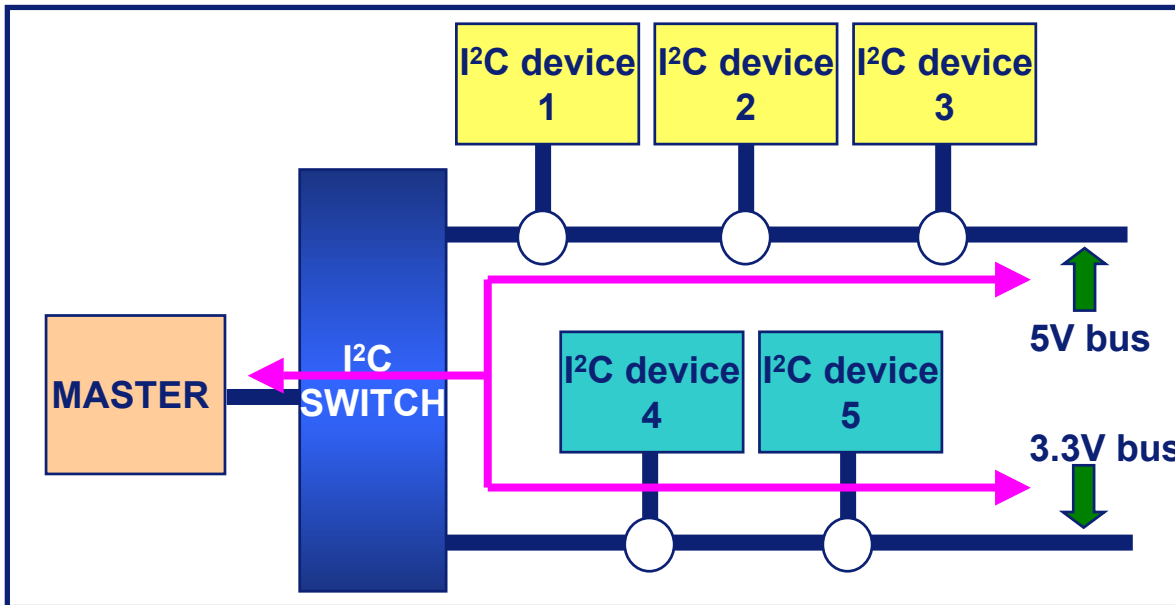 I²C device
1
I²C device
2
I²C device
3
MASTER
I²C
SWITCH
5V bus
I²C device
4
I²C device
5
3.3V bus